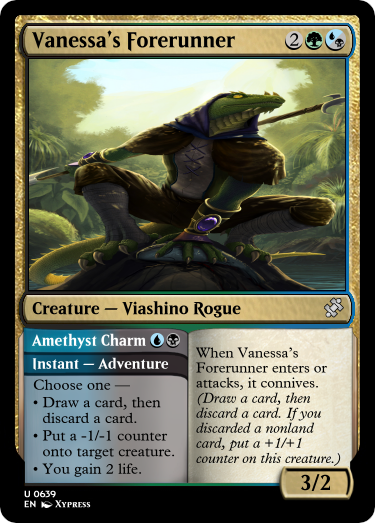 Vanessa's Forerunner 2
Creature — Viashino Rogue
Amethyst Charm
Instant — Adventure
Choose one —
• Draw a card, then
discard a card.
• Put a -1/-1 counter
onto target creature.
• You gain 2 life.
When Vanessa's
Forerunner enters or
attacks, it connives.
(Draw a card, then
discard a card. If you
discarded a nonland
card, put a +1/+1
counter on this creature.)
3/2
U 0639
EN Xypress